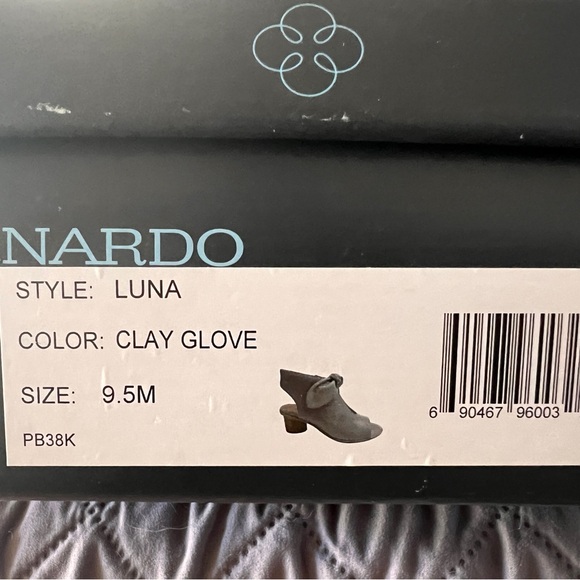 NARDO
STYLE: LUNA
COLOR: CLAY GLOVE
SIZE: 9.5M
PB38K
6 90467 96003